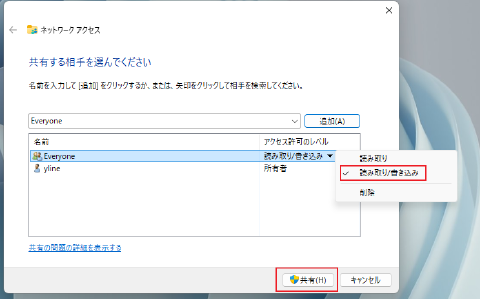 ネットワーク アクセス
共有する相手を選んでください
名前を入力して [追加] をクリックするか、または、矢印をクリックして相手を検索してください。
Everyone
追加(A)
名前 アクセス許可のレベル
Everyone 読み取り/書き込み
yline 所有者
読み取り
読み取り/書き込み
削除
共有の問題の詳細を表示する
共有(H)
キャンセル